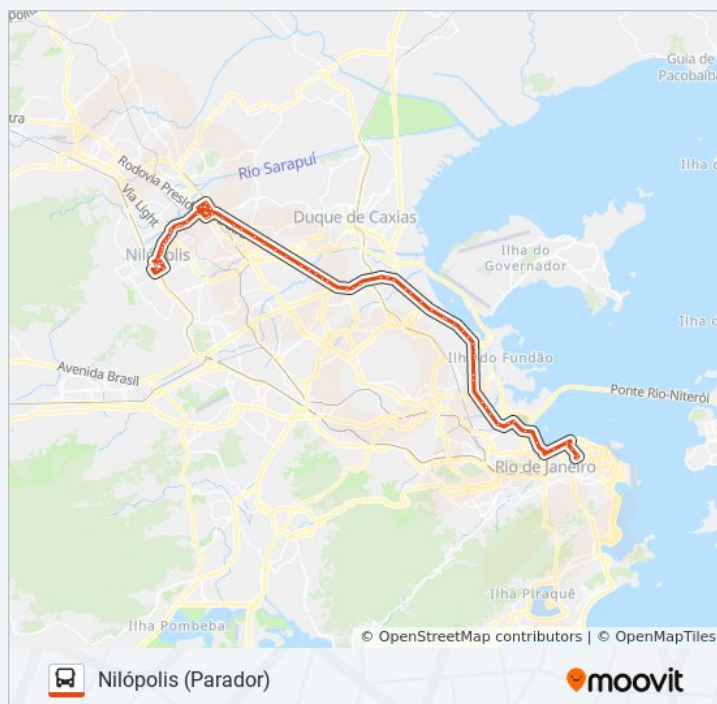 Guia de
Pacobalba
Ilha d
Rodovia Presid
Rio Sarapuí
Via Light
Duque de Caxias
Ilha do
Governador
Nilópolis
Ilha d
Avenida Brasil
Ilha do Fundão
Ponte Rio-Niterói
Rio de Janeiro
Ilha Piraquê
Ilha Pombeba
© OpenStreetMap contributors | © OpenMapTiles
Nilópolis (Parador)
moovit